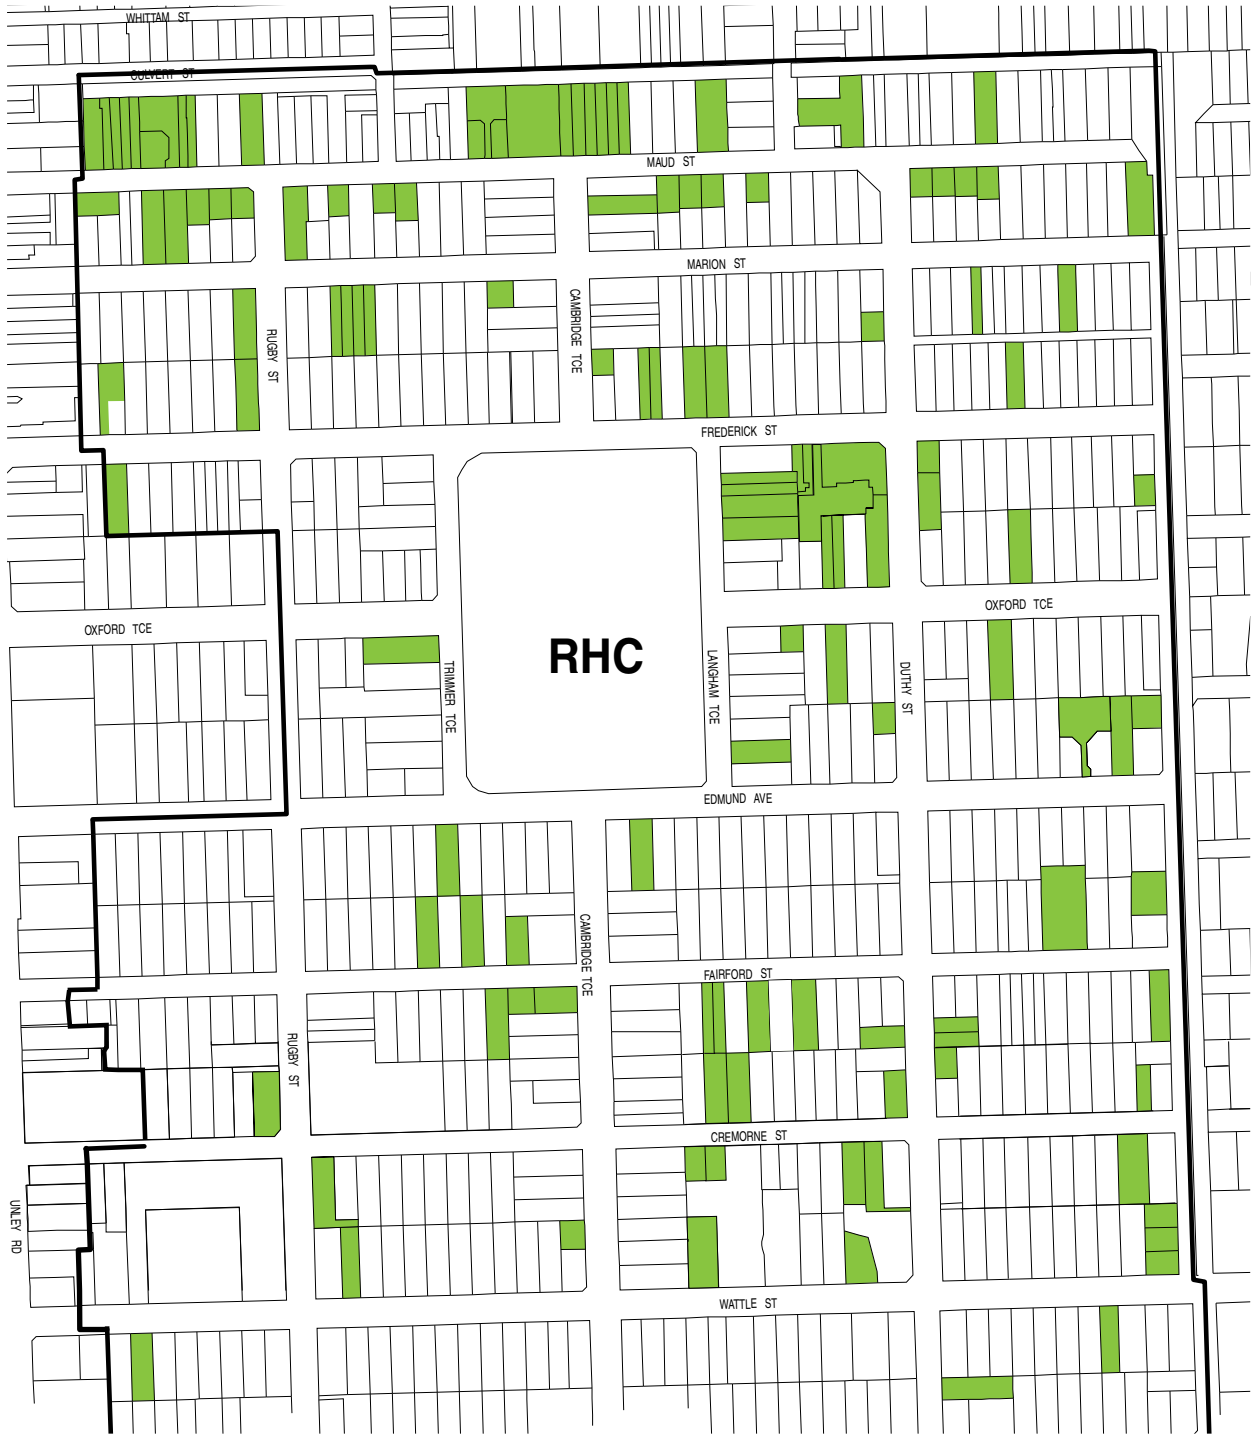 WHITTAM ST
CULVERT ST
MAUD ST
MARION ST
CAMBRIDGE TCE
RUGBY ST
FREDERICK ST
OXFORD TCE
OXFORD TCE
RHC
TRIMMER TCE
LANGHAM TCE
DUTHY ST
EDMUND AVE
CAMBRIDGE TCE
FAIRFORD ST
RUGBY ST
CREMORNE ST
UNLEY RD
WATTLE ST